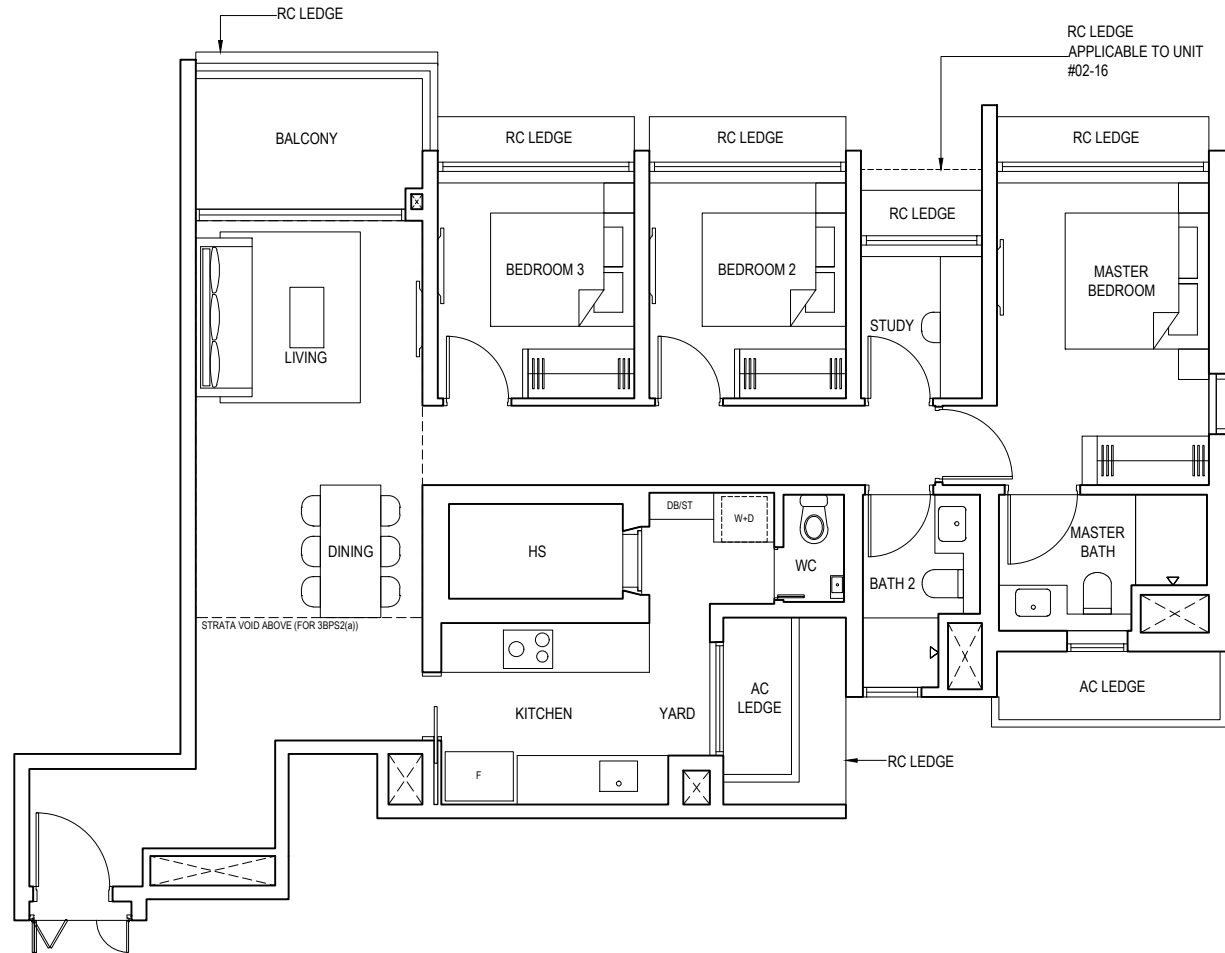 RC LEDGE
RC LEDGE
APPLICABLE TO UNIT
#02-16
BALCONY
RC LEDGE
RC LEDGE
RC LEDGE
RC LEDGE
BEDROOM 3
BEDROOM 2
MASTER
BEDROOM
STUDY
LIVING
DB/ST
W+D
HS
DINING
WC
BATH 2
MASTER
BATH
STRATA VOID ABOVE (FOR 3BPS2(a))
AC
LEDGE
AC LEDGE
KITCHEN
YARD
RC LEDGE
F